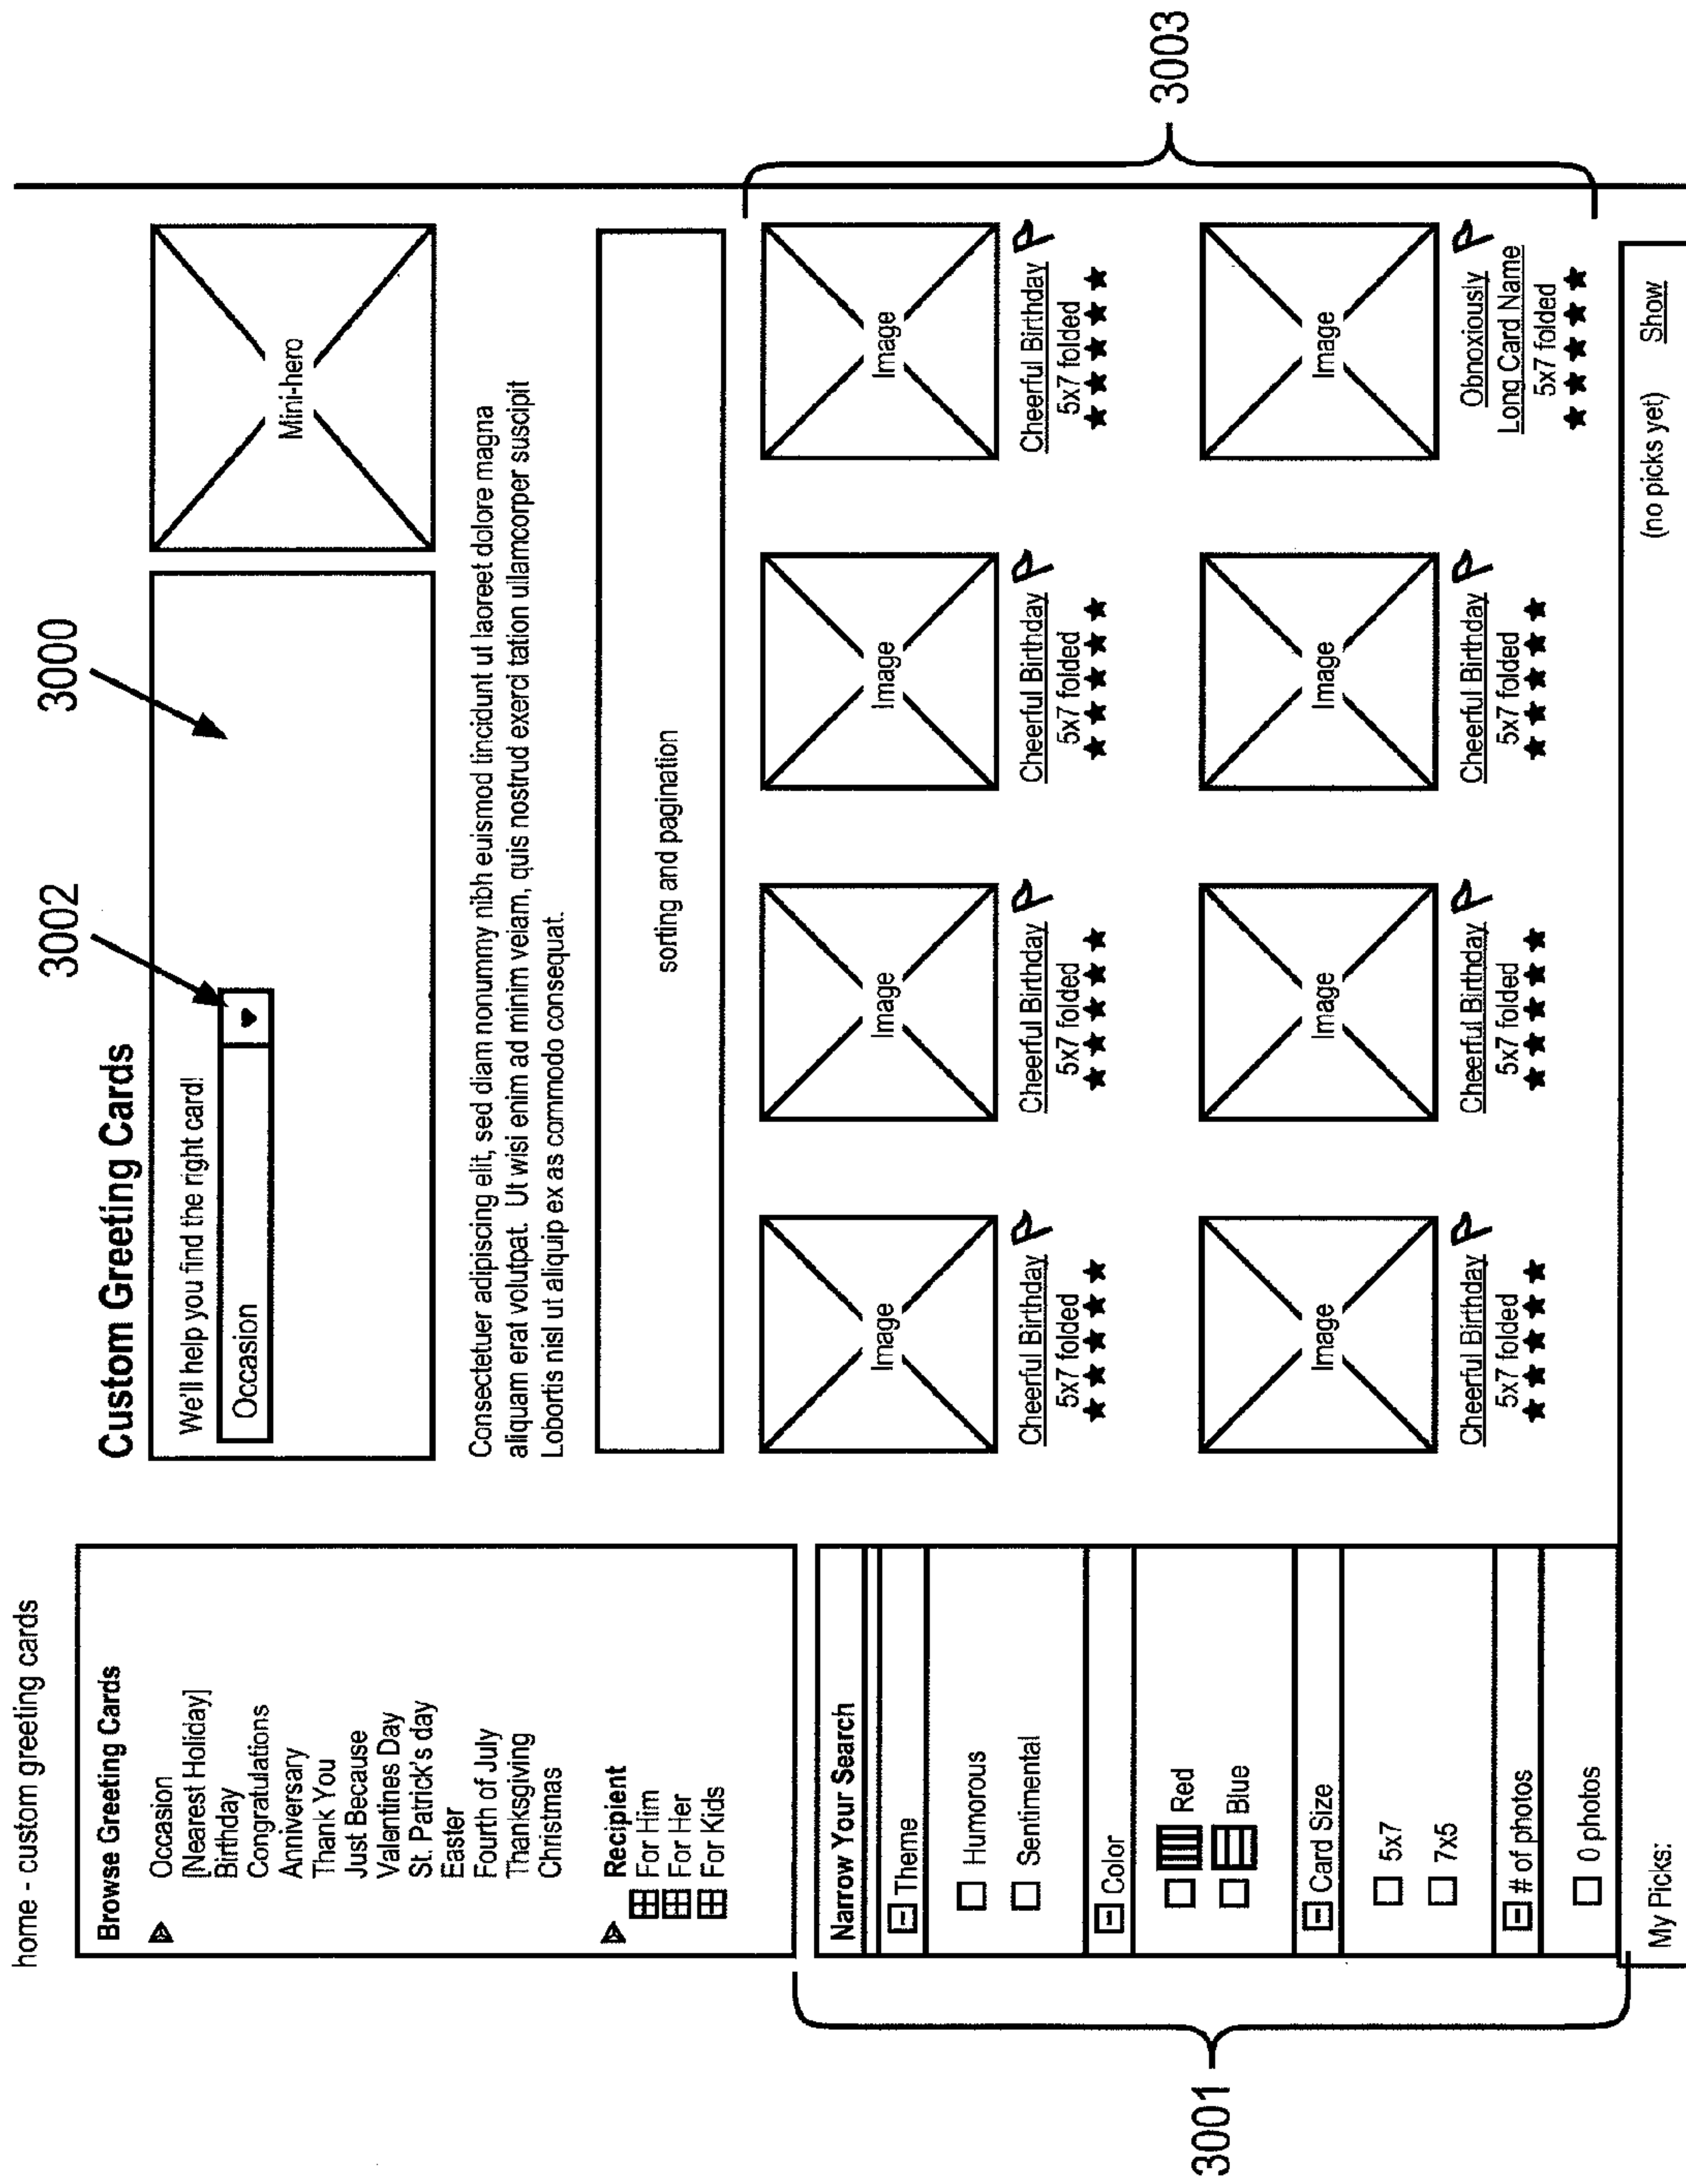 home - custom greeting cards
Browse Greeting Cards
Occasion
[Nearest Holiday]
Birthday
Congratulations
Anniversary
Thank You
Just Because
Valentines Day
St. Patrick's day
Easter
Fourth of July
Thanksgiving
Christmas
Recipient
For Him
For Her
For Kids
Narrow Your Search
Theme
Humorous
Sentimental
Color
Red
Blue
Card Size
5x7
7x5
# of photos
0 photos
3001
Custom Greeting Cards
3002
3000
We'll help you find the right card!
Occasion
Mini-hero
Consectetuer adipiscing elit, sed diam nonummy nibh euismod tincidunt ut laoreet dolore magna
aliquam erat volutpat. Ut wisi enim ad minim veiam, quis nostrud exerci tation ullamcorper suscipit
Lobortis nisl ut aliquip ex as commodo consequat.
sorting and pagination
Image
Cheerful Birthday
5x7 folded
Image
Cheerful Birthday
5x7 folded
Image
Cheerful Birthday
5x7 folded
Image
Cheerful Birthday
5x7 folded
Image
Cheerful Birthday
5x7 folded
Image
Cheerful Birthday
5x7 folded
Image
Cheerful Birthday
5x7 folded
Image
Obnoxiously
Long Card Name
5x7 folded
3003
My Picks:
(no picks yet)
Show